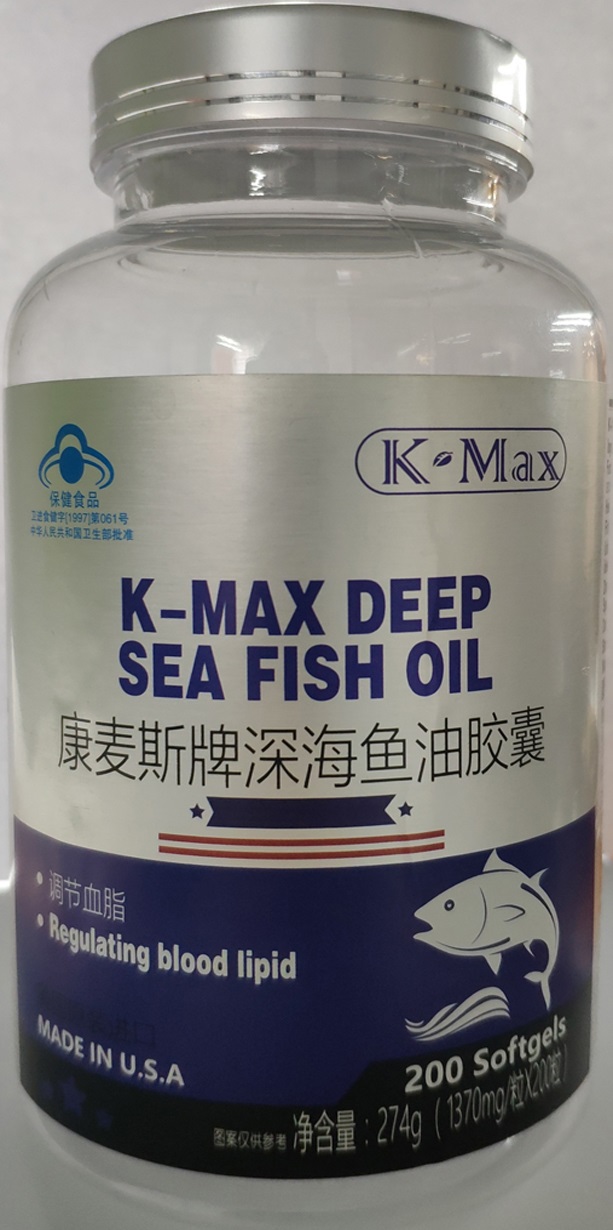 保健食品
卫进食健字[1997]第061号
中华人民共和国卫生部批准
K-Max
K-MAX DEEP
SEA FISH OIL
康麦斯牌深海鱼油胶囊
• 调节血脂
• Regulating blood lipid
MADE IN U.S.A
200 Softgels
图案仅供参考
净含量：274g（1370mg/粒X200粒）